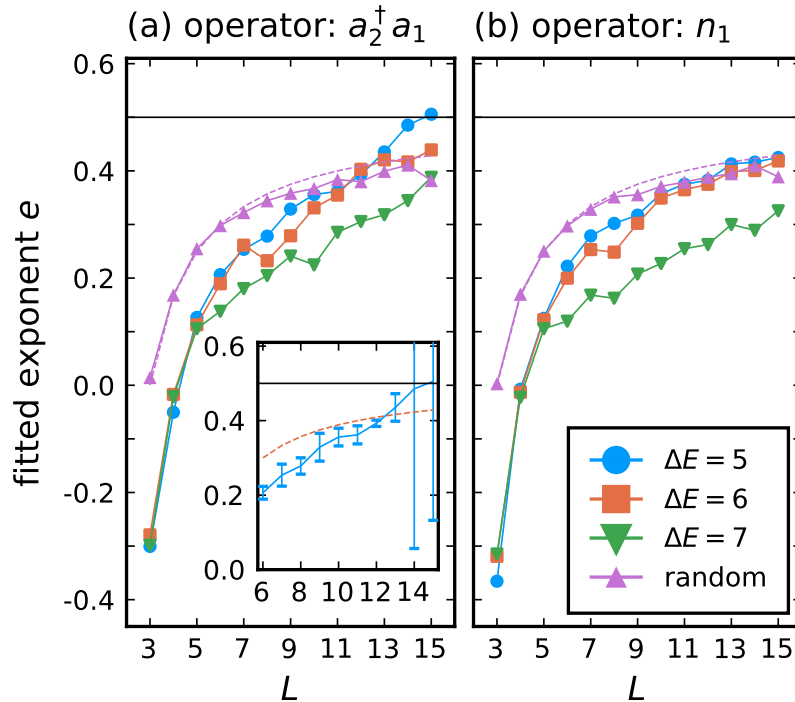 (a) operator: a₂†a₁
(b) operator: n₁
fitted exponent e
0.6
0.4
0.2
0.0
-0.2
-0.4
3 5 7 9 11 13 15
L
0.6
0.4
0.2
0.0
6 8 10 12 14
3 5 7 9 11 13 15
L
ΔE = 5
ΔE = 6
ΔE = 7
random